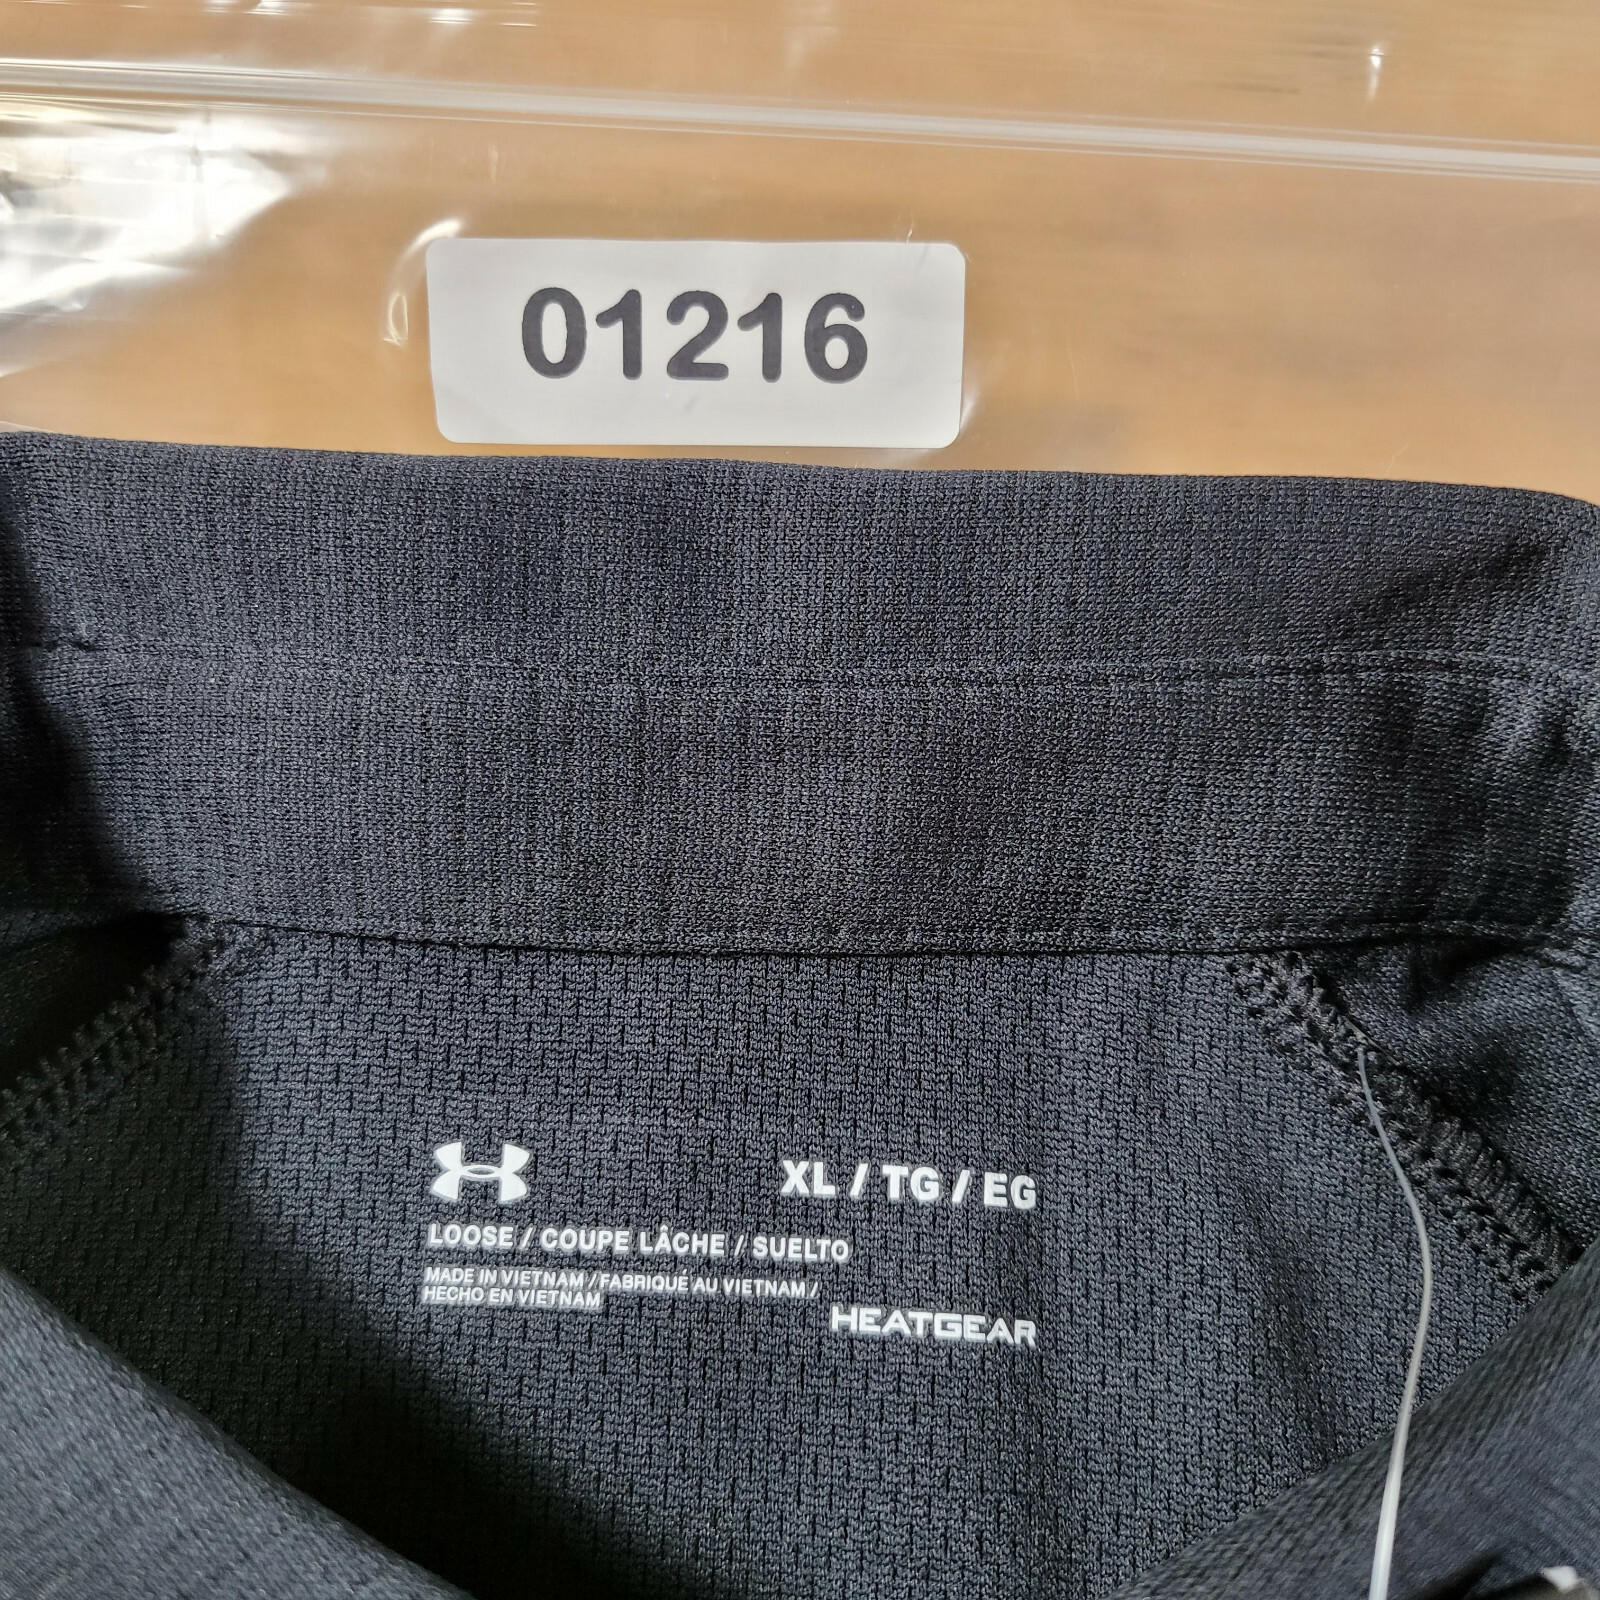 01216
XL / TG / EG
LOOSE / COUPE LÂCHE / SUELTO
MADE IN VIETNAM / FABRIQUÉ AU VIETNAM /
HECHO EN VIETNAM
HEATGEAR